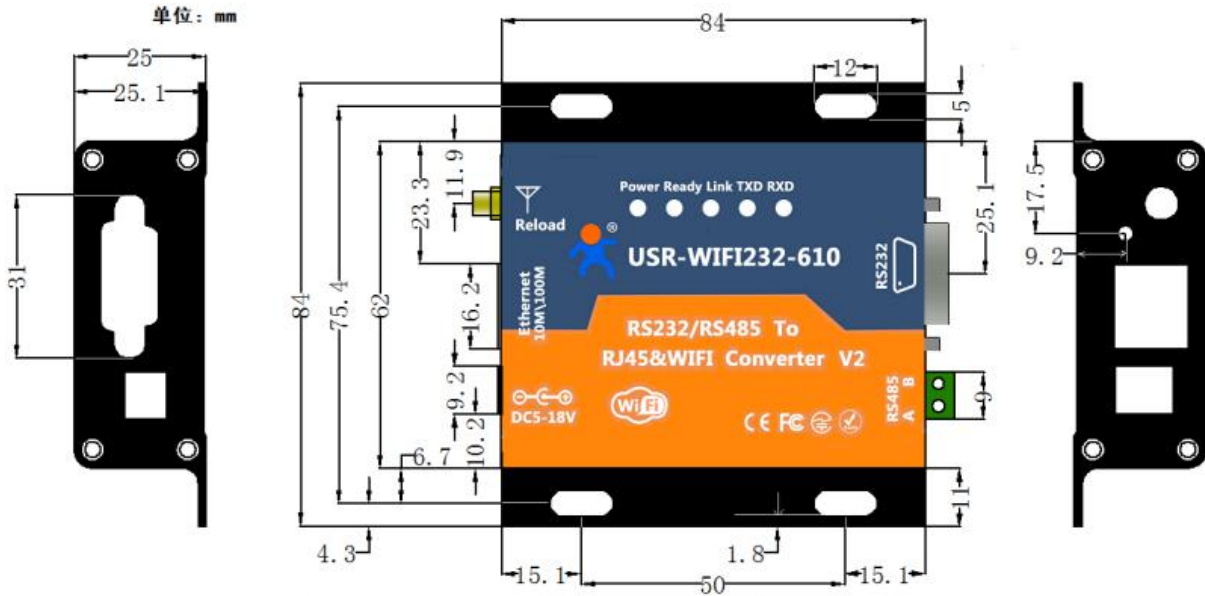 单位: mm
25
25.1
31
84
12
5
84
75.4
62
23.3
11.9
16.2
9.2
10.2
6.7
4.3
Power Ready Link TXD RXD
Reload
®
USR-WIFI232-610
RS232
Ethernet
10M\100M
RS232/RS485 To
RJ45&WIFI Converter V2
DC5-18V
WiFi
CE FC
RS485
A B
25.1
9
11
1.8
15.1
50
15.1
17.5
9.2